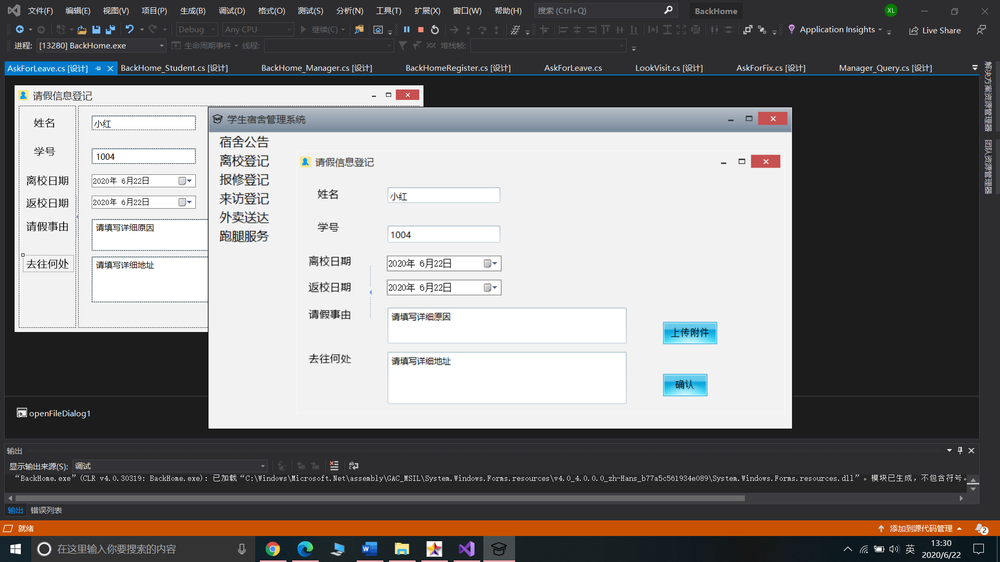 文件(F) 编辑(E) 视图(V) 项目(P) 生成(B) 调试(D) 格式(O) 测试(S) 分析(N) 工具(T) 扩展(X) 窗口(W) 帮助(H) 搜索 (Ctrl+Q) BackHome XL
Debug Any CPU 继续(C) Application Insights Live Share
进程: [13280] BackHome.exe 生命周期事件 线程: 堆栈帧:
AskForLeave.cs [设计] BackHome_Student.cs [设计] BackHome_Manager.cs [设计] BackHomeRegister.cs [设计] AskForLeave.cs LookVisit.cs [设计] AskForFix.cs [设计] Manager_Query.cs [设计]
解决方案资源管理器
团队资源管理器
请假信息登记
姓名 小红
学号 1004
离校日期 2020年 6月22日
返校日期 2020年 6月22日
请假事由 请填写详细原因
去往何处 请填写详细地址
学生宿舍管理系统
宿舍公告
离校登记
报修登记
来访登记
外卖送达
跑腿服务
请假信息登记
姓名 小红
学号 1004
离校日期 2020年 6月22日
返校日期 2020年 6月22日
请假事由 请填写详细原因
上传附件
去往何处 请填写详细地址
确认
openFileDialog1
输出
显示输出来源(S): 调试
“BackHome.exe”(CLR v4.0.30319: BackHome.exe): 已加载“C:\Windows\Microsoft.Net\assembly\GAC_MSIL\System.Windows.Forms.resources\v4.0_4.0.0.0_zh-Hans_b77a5c561934e089\System.Windows.Forms.resources.dll”。模块已生成，不包含符号。
输出 错误列表
就绪 添加到源代码管理 2
在这里输入你要搜索的内容 英 13:30
2020/6/22